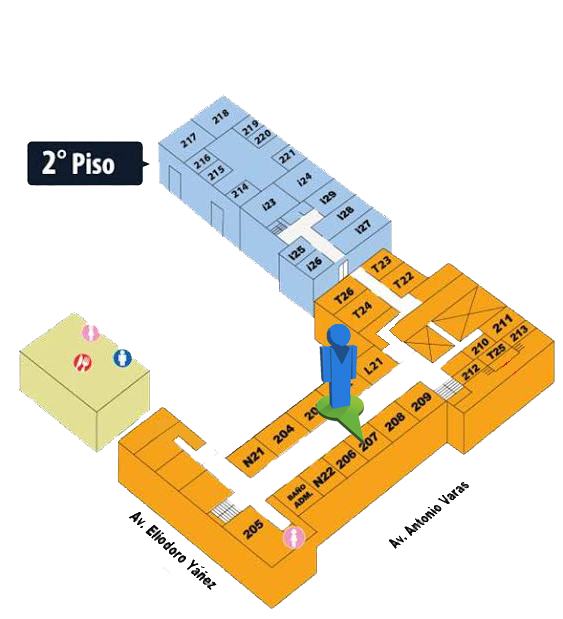 218
217
219
220
216
221
215
214
I24
I23
I29
I28
I27
I25
I26
2° Piso
T23
T22
T26
T24
211
213
210
T25
212
L21
209
208
207
206
204
N22
N21
BAÑO
ADM.
205
Av. Antonio Varas
Av. Eliodoro Yáñez